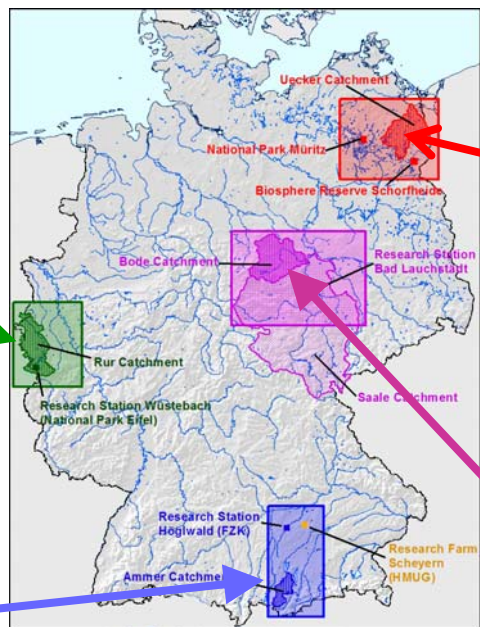 Uecker Catchment
National Park Müritz
Biosphere Reserve Schorfheide
Bode Catchment
Research Station
Bad Lauchstädt
Rur Catchment
Research Station Wüstebach
(National Park Eifel)
Saale Catchment
Research Station
Höglwald (FZK)
Research Farm
Scheyern
(HMUG)
Ammer Catchment